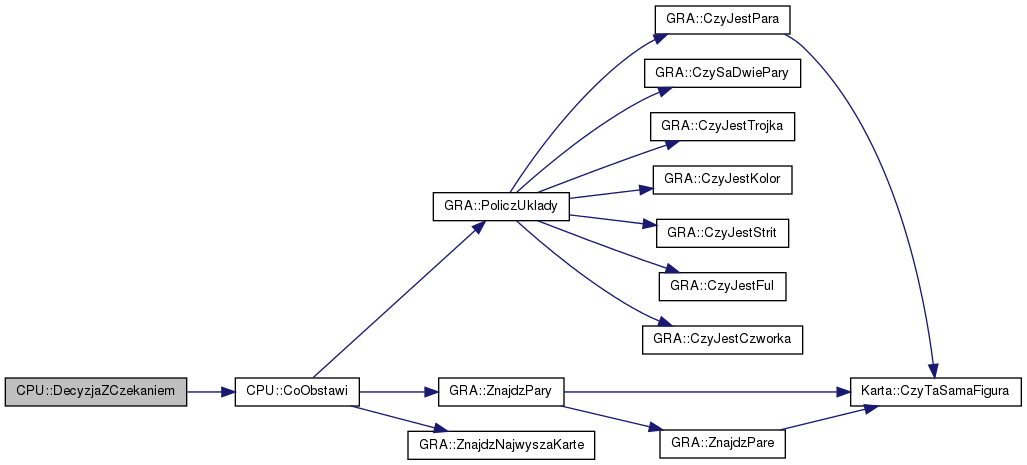 GRA::CzyJestPara
GRA::CzySaDwiePary
GRA::CzyJestTrojka
GRA::CzyJestKolor
GRA::PoliczUklady
GRA::CzyJestStrit
GRA::CzyJestFul
GRA::CzyJestCzworka
CPU::DecyzjaZCzekaniem
CPU::CoObstawi
GRA::ZnajdzPary
Karta::CzyTaSamaFigura
GRA::ZnajdzNajwyszaKarte
GRA::ZnajdzPare